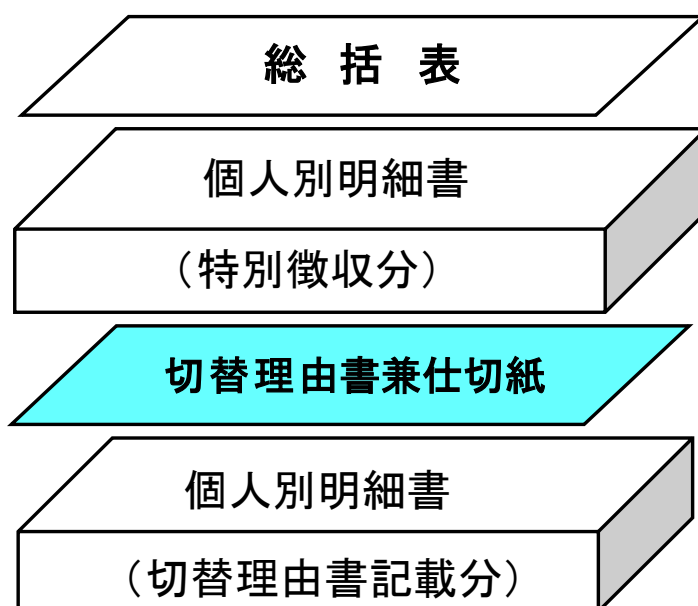 総 括 表
個人別明細書
（特別徴収分）
切替理由書兼仕切紙
個人別明細書
（切替理由書記載分）